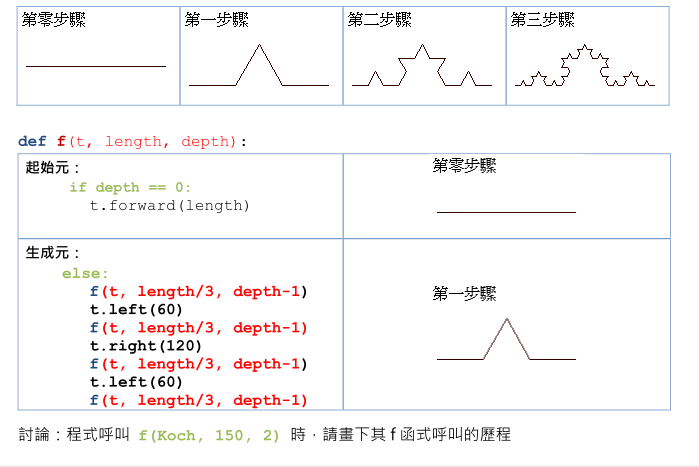 第零步驟
第一步驟
第二步驟
第三步驟
def f(t, length, depth):
起始元：
if depth == 0:
t.forward(length)
第零步驟
生成元：
else:
f(t, length/3, depth-1)
t.left(60)
f(t, length/3, depth-1)
t.right(120)
f(t, length/3, depth-1)
t.left(60)
f(t, length/3, depth-1)
第一步驟
討論：程式呼叫 f(Koch, 150, 2) 時，請畫下其 f 函式呼叫的歷程